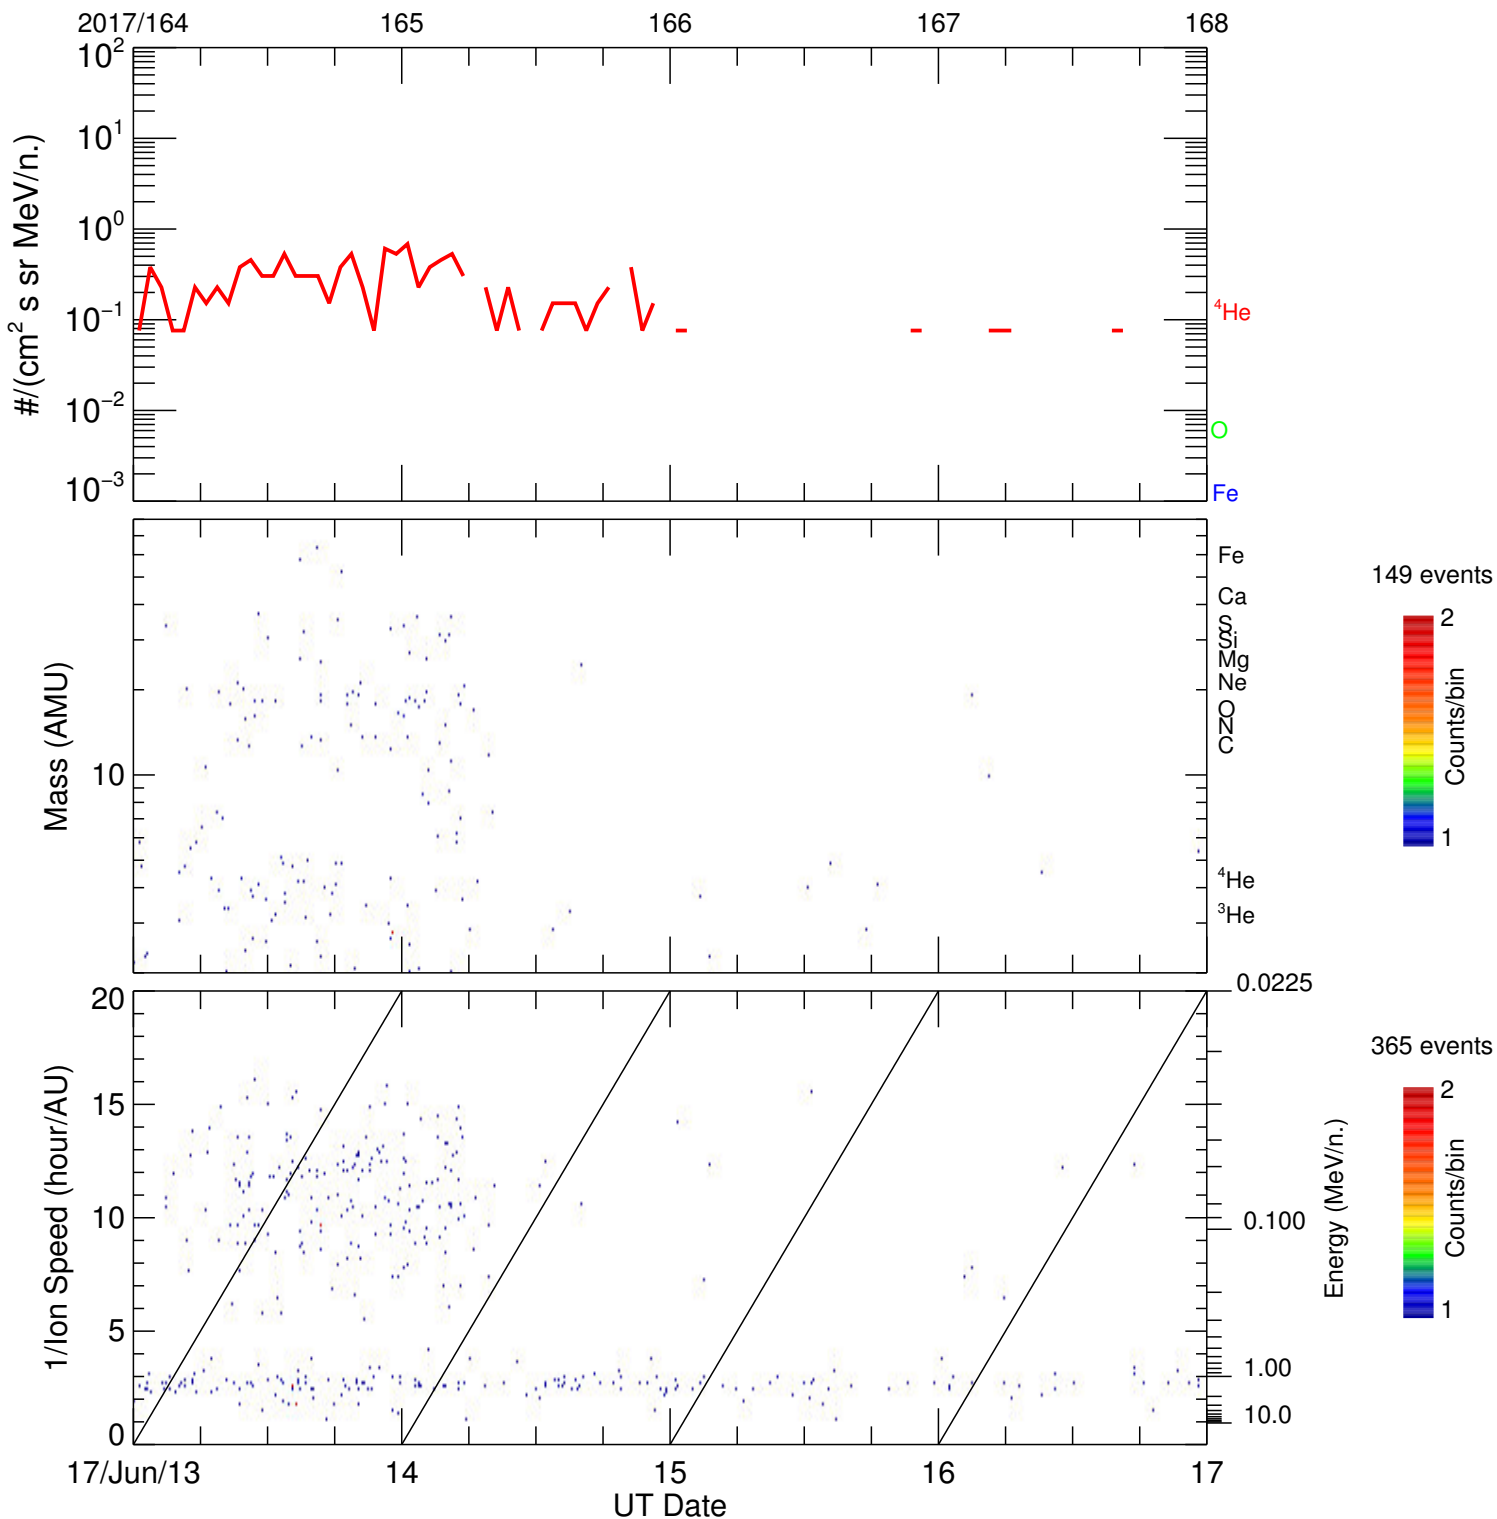 2017/164 165 166 167 168
10^2
10^1
10^0
10^-1
10^-2
10^-3
#/(cm^2 s sr MeV/n.)
^4He
O
Fe
10
Mass (AMU)
Fe
Ca
S
Si
Mg
Ne
O
N
C
^4He
^3He
149 events
2
1
Counts/bin
20
15
10
5
0
1/Ion Speed (hour/AU)
0.0225
0.100
1.00
10.0
Energy (MeV/n.)
365 events
2
1
Counts/bin
17/Jun/13 14 15 16 17
UT Date